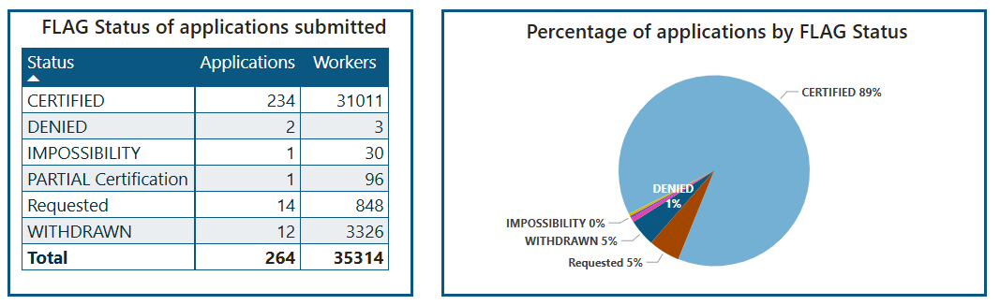 FLAG Status of applications submitted
Status Applications Workers
CERTIFIED 234 31011
DENIED 2 3
IMPOSSIBILITY 1 30
PARTIAL Certification 1 96
Requested 14 848
WITHDRAWN 12 3326
Total 264 35314
Percentage of applications by FLAG Status
CERTIFIED 89%
DENIED
1%
IMPOSSIBILITY 0%
WITHDRAWN 5%
Requested 5%